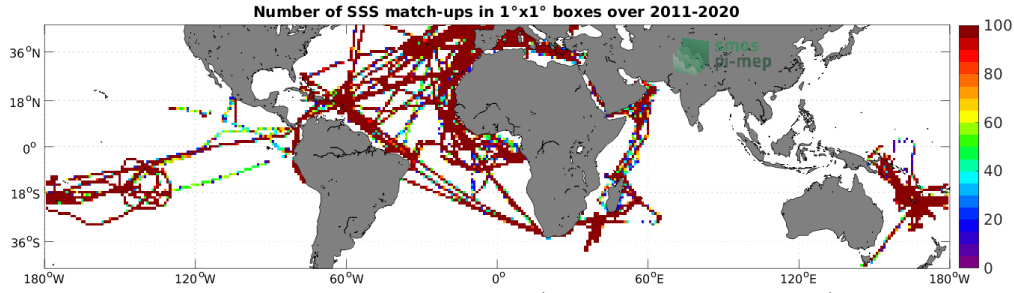 Number of SSS match-ups in 1°x1° boxes over 2011-2020
smos
pi-mep
36°N
18°N
0°
18°S
36°S
180°W
120°W
60°W
0°
60°E
120°E
180°W
100
80
60
40
20
0